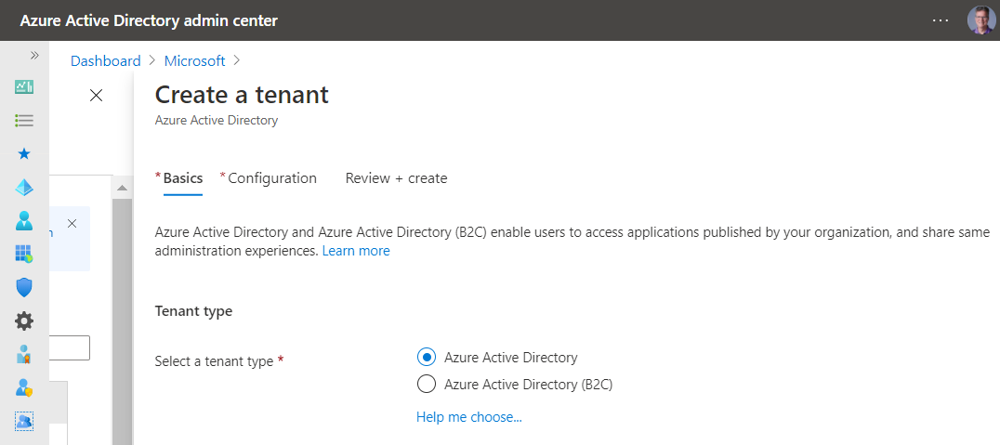 Azure Active Directory admin center ...
Dashboard > Microsoft >
Create a tenant
Azure Active Directory
* Basics * Configuration Review + create
Azure Active Directory and Azure Active Directory (B2C) enable users to access applications published by your organization, and share same
administration experiences. Learn more
Tenant type
Select a tenant type *
Azure Active Directory
Azure Active Directory (B2C)
Help me choose...